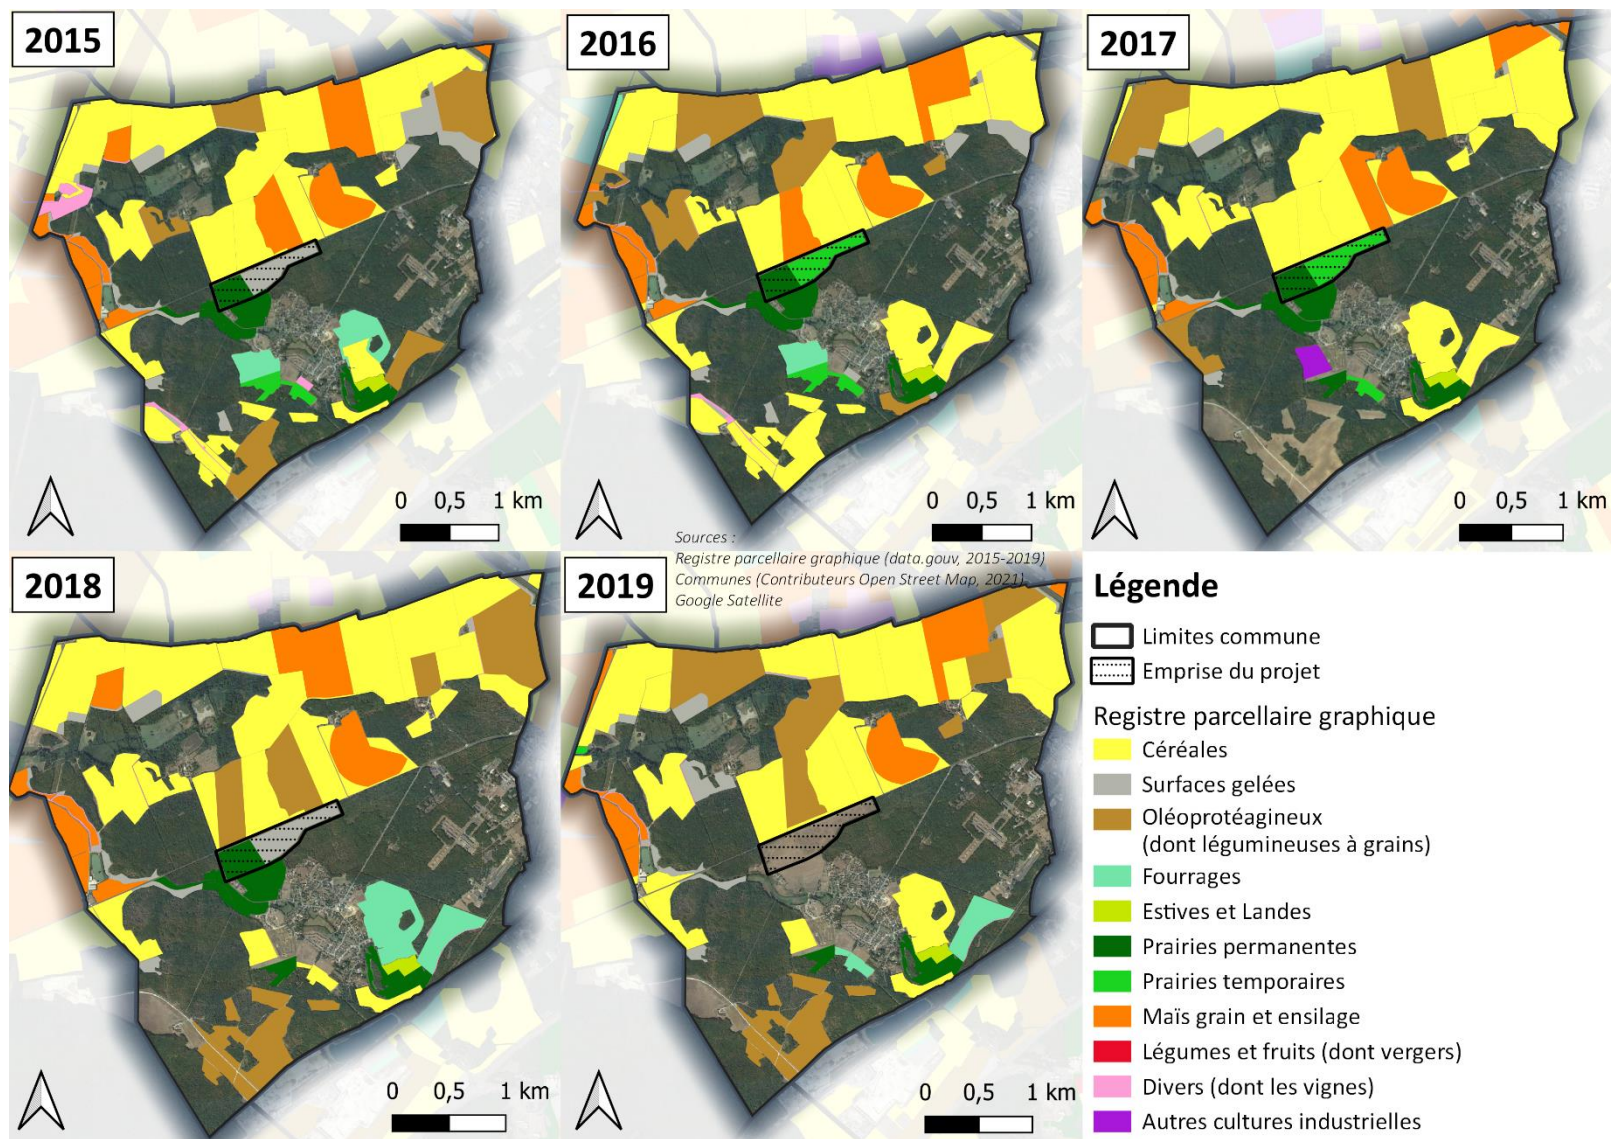 2015
0 0,5 1 km
2016
0 0,5 1 km
2017
0 0,5 1 km
Sources :
Registre parcellaire graphique (data.gouv, 2015-2019)
Communes (Contributeurs Open Street Map, 2021)
Google Satellite
2018
0 0,5 1 km
2019
0 0,5 1 km
Légende
Limites commune
Emprise du projet
Registre parcellaire graphique
Céréales
Surfaces gelées
Oléoprotéagineux
(dont légumineuses à grains)
Fourrages
Estives et Landes
Prairies permanentes
Prairies temporaires
Maïs grain et ensilage
Légumes et fruits (dont vergers)
Divers (dont les vignes)
Autres cultures industrielles